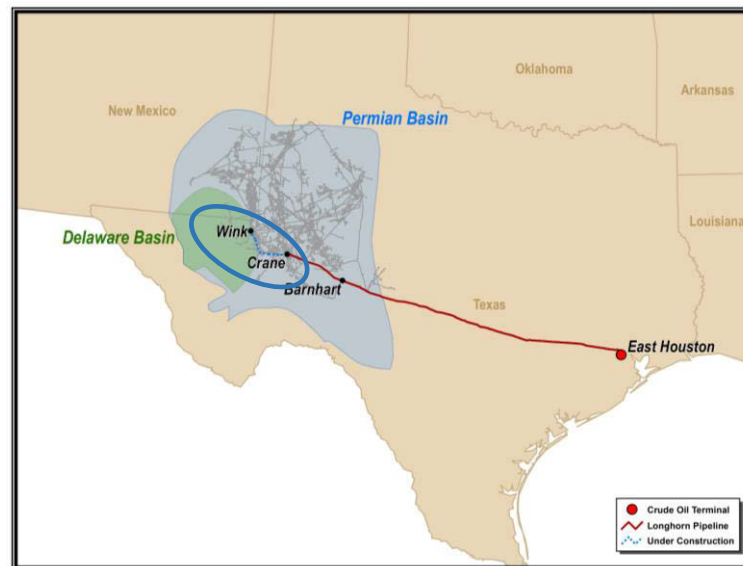 Oklahoma
Arkansas
New Mexico
Permian Basin
Louisiana
Wink
Delaware Basin
Crane
Barnhart
Texas
East Houston
Crude Oil Terminal
Longhorn Pipeline
Under Construction